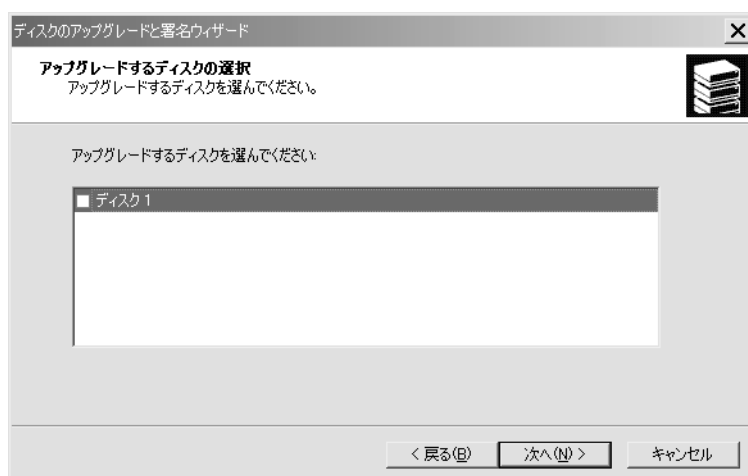 ディスクのアップグレードと署名ウィザード
アップグレードするディスクの選択
アップグレードするディスクを選んでください。
アップグレードするディスクを選んでください:
ディスク 1
< 戻る(B)
次へ(N) >
キャンセル